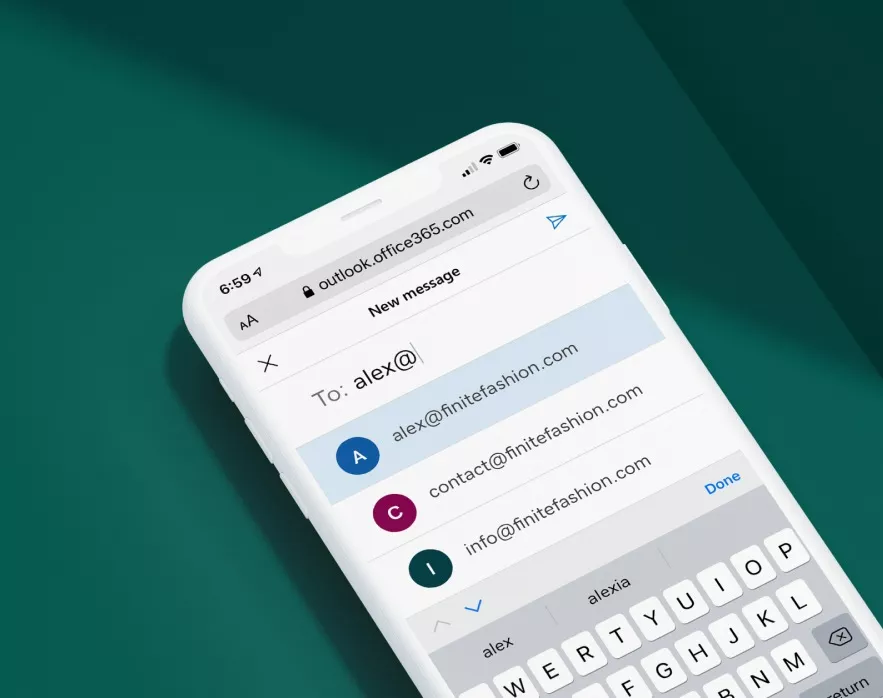 6:59
AA outlook.office365.com
New message
To: alex@
A alex@finitefashion.com
C contact@finitefashion.com
I info@finitefashion.com
Done
alex alexia
W E R T Y U I O P
F G H J K L
B N M
return